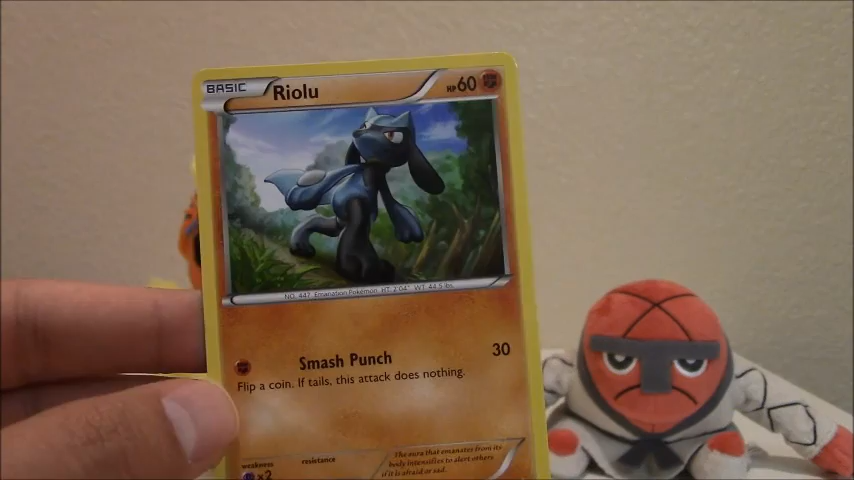 BASIC Riolu HP 60
NO. 447 Emanation Pokémon HT: 2'04" WT: 44.5 lbs.
Smash Punch 30
Flip a coin. If tails, this attack does nothing.
weakness resistance
×2
The aura that emanates from its
body intensifies to alert others
if it is afraid or sad.